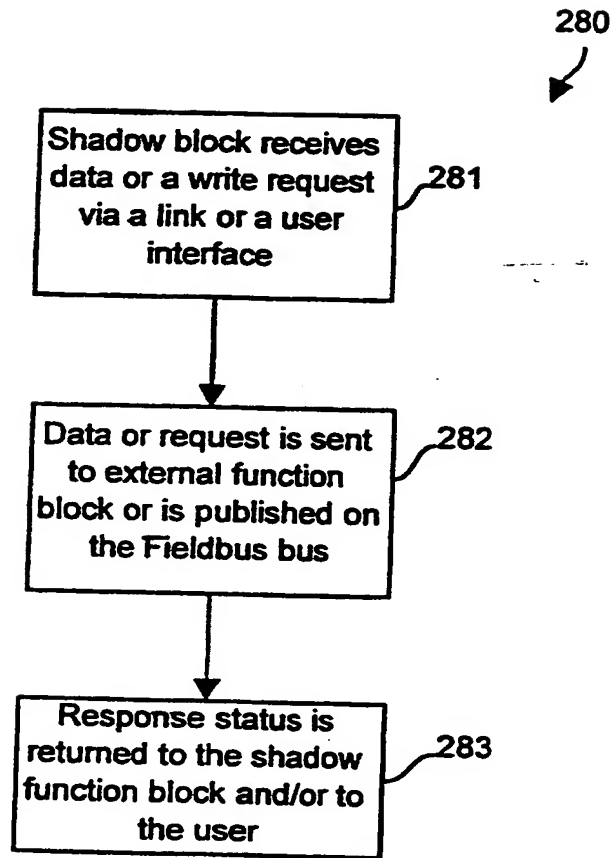 280
Shadow block receives
data or a write request
via a link or a user
interface
281
Data or request is sent
to external function
block or is published on
the Fieldbus bus
282
Response status is
returned to the shadow
function block and/or to
the user
283